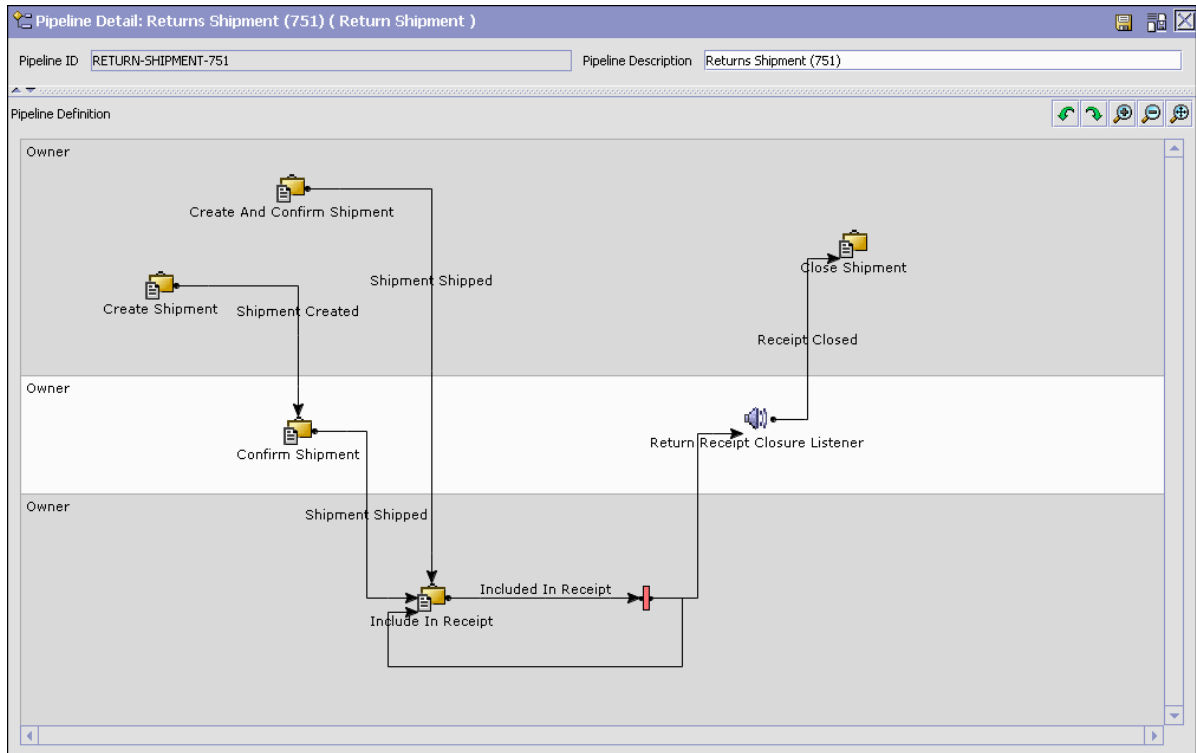 Pipeline Detail: Returns Shipment (751) ( Return Shipment )
Pipeline ID RETURN-SHIPMENT-751 Pipeline Description Returns Shipment (751)
Pipeline Definition
Owner
Create And Confirm Shipment
Close Shipment
Shipment Shipped
Create Shipment
Shipment Created
Receipt Closed
Owner
Return Receipt Closure Listener
Confirm Shipment
Owner
Shipment Shipped
Included In Receipt
Include In Receipt